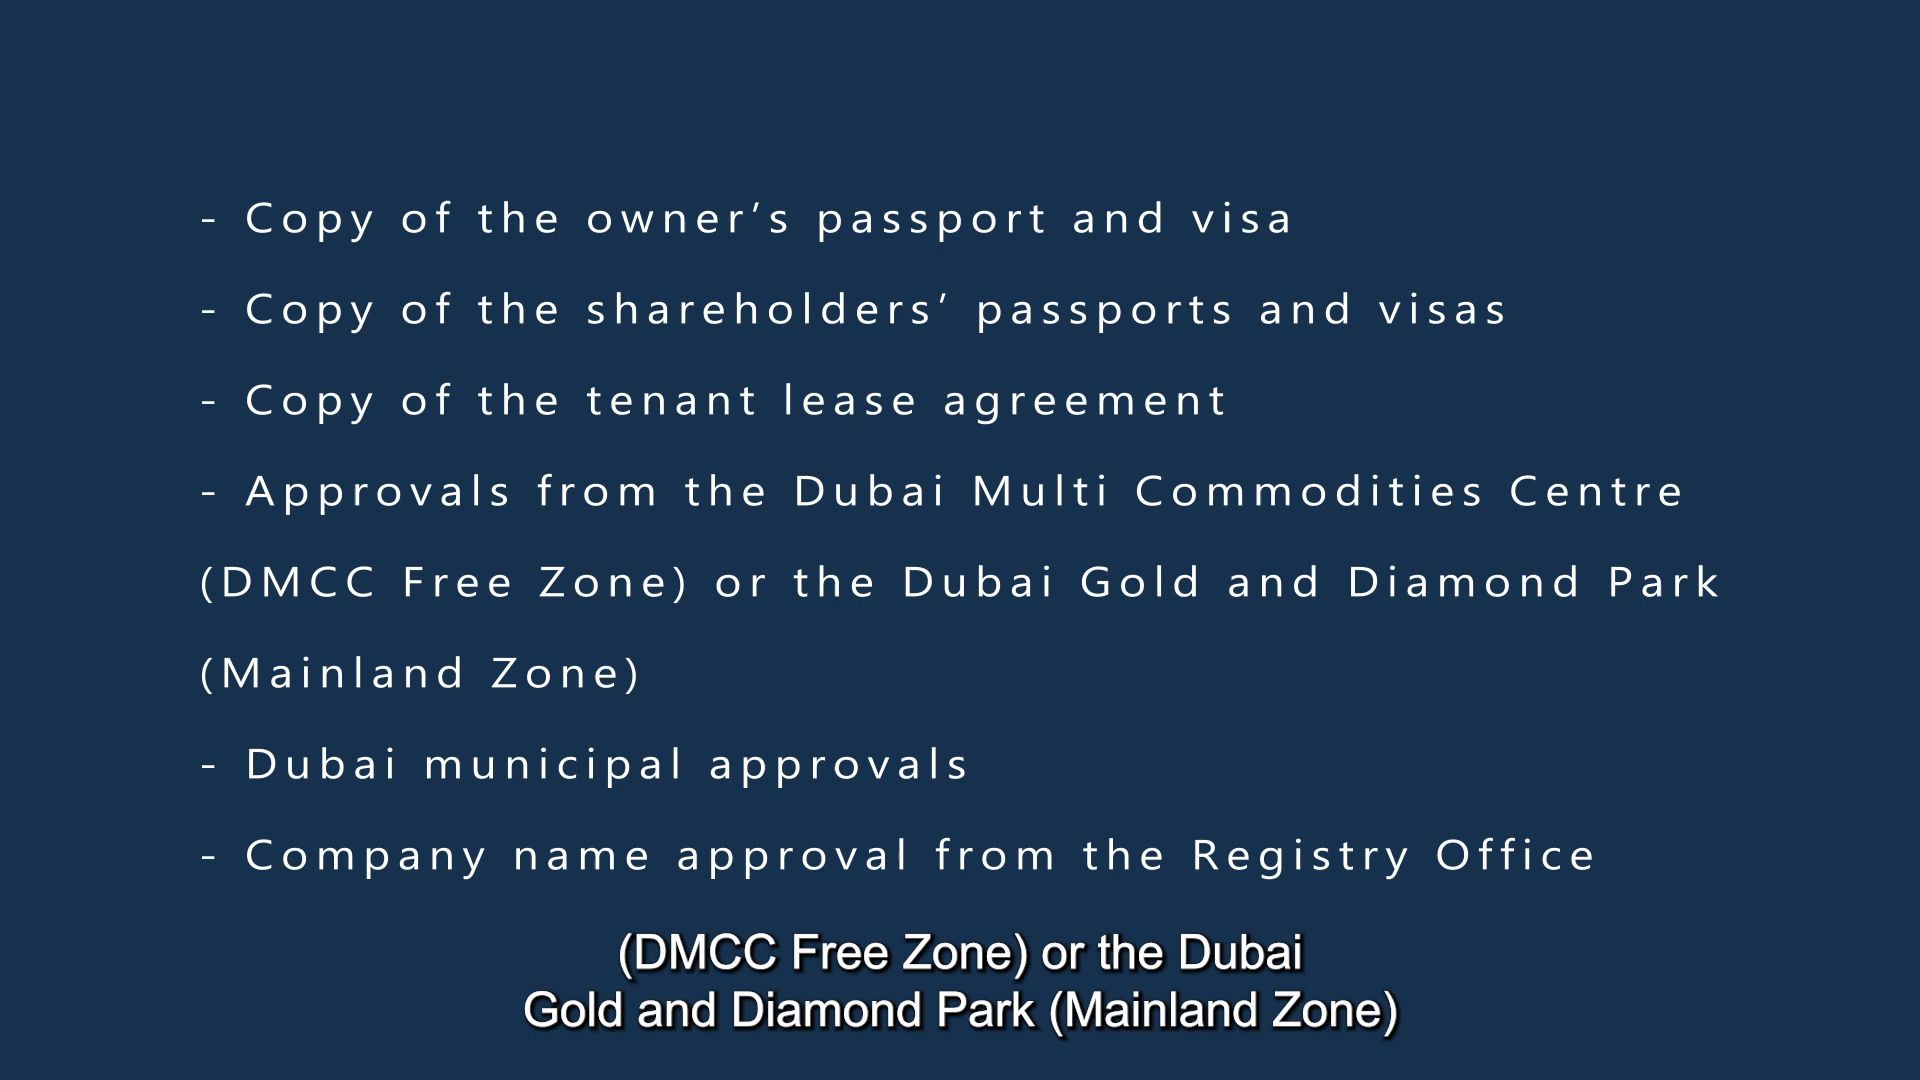 - Copy of the owner’s passport and visa
- Copy of the shareholders’ passports and visas
- Copy of the tenant lease agreement
- Approvals from the Dubai Multi Commodities Centre
(DMCC Free Zone) or the Dubai Gold and Diamond Park
(Mainland Zone)
- Dubai municipal approvals
- Company name approval from the Registry Office
(DMCC Free Zone) or the Dubai
Gold and Diamond Park (Mainland Zone)